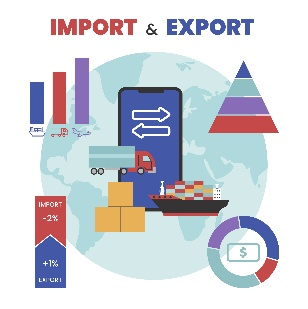 IMPORT & EXPORT
IMPORT
-2%
+1%
EXPORT
$